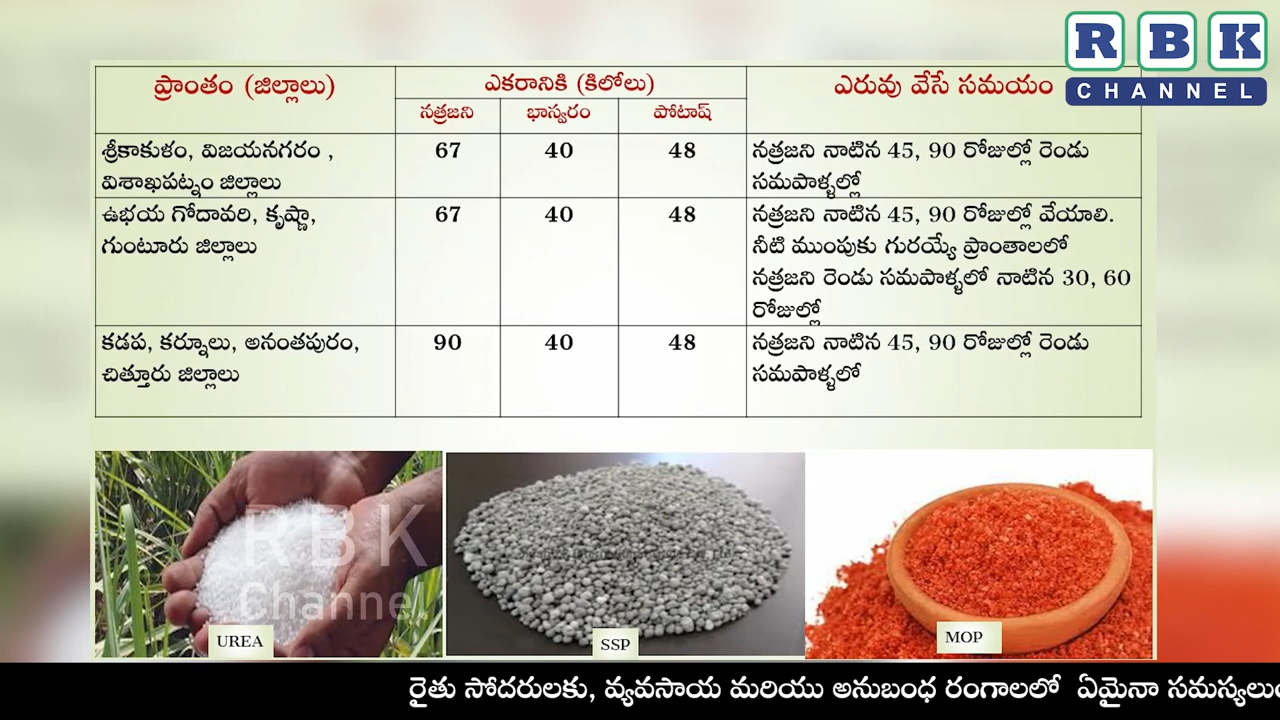 RBK
CHANNEL
ప్రాంతం (జిల్లాలు) ఎకరానికి (కిలోలు) ఎరువు వేసే సమయం
నత్రజని భాస్వరం పోటాష్
శ్రీకాకుళం, విజయనగరం , 67 40 48 నత్రజని నాటిన 45, 90 రోజుల్లో రెండు
విశాఖపట్నం జిల్లాలు సమపాళ్ళల్లో
ఉభయ గోదావరి, కృష్ణా, 67 40 48 నత్రజని నాటిన 45, 90 రోజుల్లో వేయాలి.
గుంటూరు జిల్లాలు నీటి ముంపుకు గురయ్యే ప్రాంతాలలో
నత్రజని రెండు సమపాళ్ళలో నాటిన 30, 60
రోజుల్లో
కడప, కర్నూలు, అనంతపురం, 90 40 48 నత్రజని నాటిన 45, 90 రోజుల్లో రెండు
చిత్తూరు జిల్లాలు సమపాళ్ళలో
RBK
Channel
UREA SSP MOP
రైతు సోదరులకు, వ్యవసాయ మరియు అనుబంధ రంగాలలో ఏమైనా